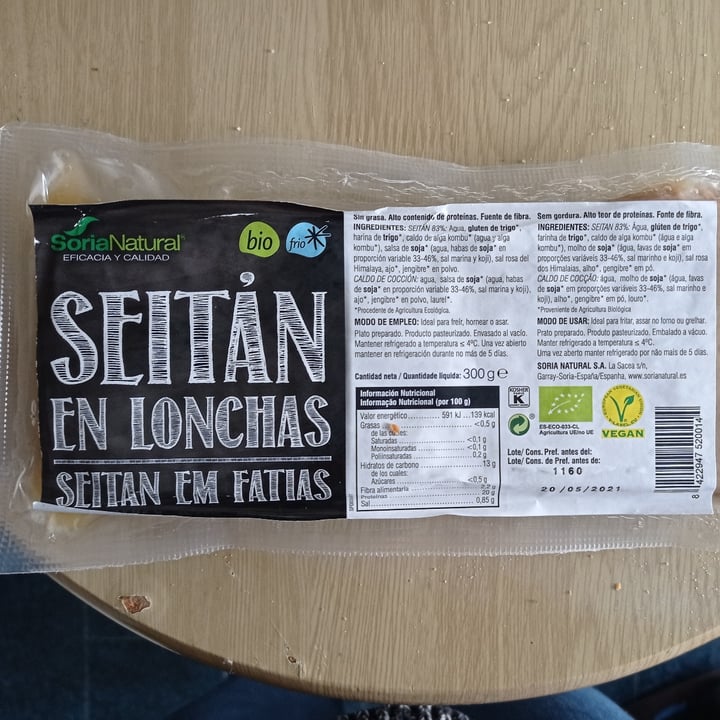 SoriaNatural®
EFICACIA Y CALIDAD
bio
frío
SEITÁN
EN LONCHAS
SEITAN EM FATIAS
Sin grasa. Alto contenido de proteínas. Fuente de fibra.
INGREDIENTES: SEITÁN 83%: Agua, gluten de trigo*,
harina de trigo*, caldo de alga kombu* (agua y alga
kombu*), salsa de soja* (agua, habas de soja* en
proporción variable 33-46%, sal marina y koji), sal rosa del
Himalaya, ajo*, jengibre* en polvo.
CALDO DE COCCIÓN: agua, salsa de soja* (agua, habas
de soja* en proporción variable 33-46%, sal marina y koji),
ajo*, jengibre* en polvo, laurel*.
*Procedente de Agricultura Ecológica.
MODO DE EMPLEO: Ideal para freír, hornear o asar.
Plato preparado. Producto pasteurizado. Envasado al vacío.
Mantener refrigerado a temperatura ≤ 4ºC. Una vez abierto
mantener en refrigeración durante no más de 5 días.
Cantidad neta / Quantidade líquida: 300 g e
Información Nutricional
Informação Nutricional (por 100 g)
Valor energético 591 kJ ... 139 kcal
Grasas <0,5 g
de las
Saturadas <0,1 g
Monoinsaturadas <0,1 g
Poliinsaturadas 0,2 g
Hidratos de carbono 13 g
de los cuales:
Azúcares <0,5 g
Fibra alimentaria 2,2 g
Proteínas 20 g
Sal 0,85 g
Sem gordura. Alto teor de proteínas. Fonte de fibra.
INGREDIENTES: SEITAN 83%: Água, glúten de trigo*,
farinha de trigo*, caldo de alga kombu* (água e alga
kombu*), molho de soja* (água, favas de soja* em
proporções variáveis 33-46%, sal marinho e koji), sal rosa
dos Himalaias, alho*, gengibre* em pó.
CALDO DE COCÇÃO: água, molho de soja* (água, favas
de soja* em proporções variáveis 33-46%, sal marinho e
koji), alho*, gengibre* em pó, louro*.
*Proveniente de Agricultura Biológica
MODO DE USAR: Ideal para fritar, assar no forno ou grelhar.
Prato preparado. Produto pasteurizado. Embalado a vácuo.
Manter refrigerado a temperatura ≤ 4ºC.
Uma vez aberto manter refrigerado por não mais de 5 dias.
SORIA NATURAL S.A. La Sacea s/n,
Garray-Soria-España/Espanha, www.sorianatural.es
KOSHER
K
ES-ECO-033-CL
Agricultura UE/no UE
VEGAN
Lote/ Cons. Pref. antes del:
Lote/ Cons. de Pref. antes de:
1160
20/05/2021
8 422947 520014